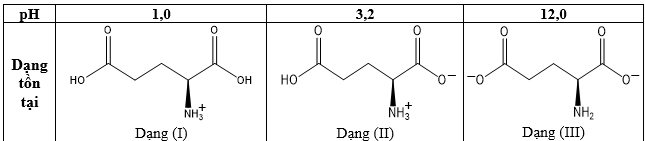 pH 1,0 3,2 12,0
Dạng tồn tại
O O HO OH NH₃⁺
O O HO O⁻ NH₃⁺
O O ⁻O O⁻ NH₂
Dạng (I) Dạng (II) Dạng (III)